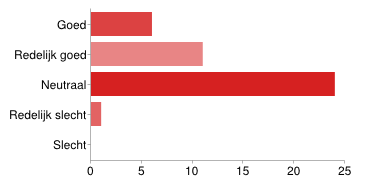 Goed
Redelijk goed
Neutraal
Redelijk slecht
Slecht
0 5 10 15 20 25